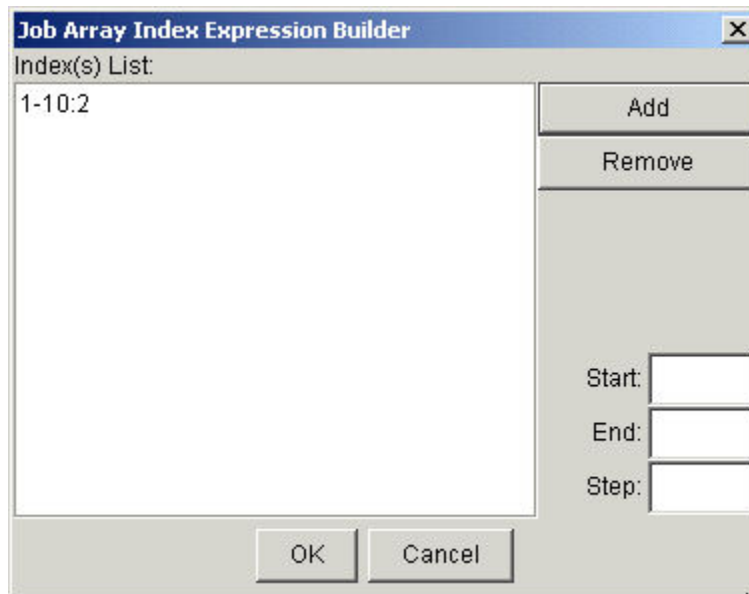 Job Array Index Expression Builder
Index(s) List:
1-10:2
Add
Remove
Start:
End:
Step:
OK
Cancel